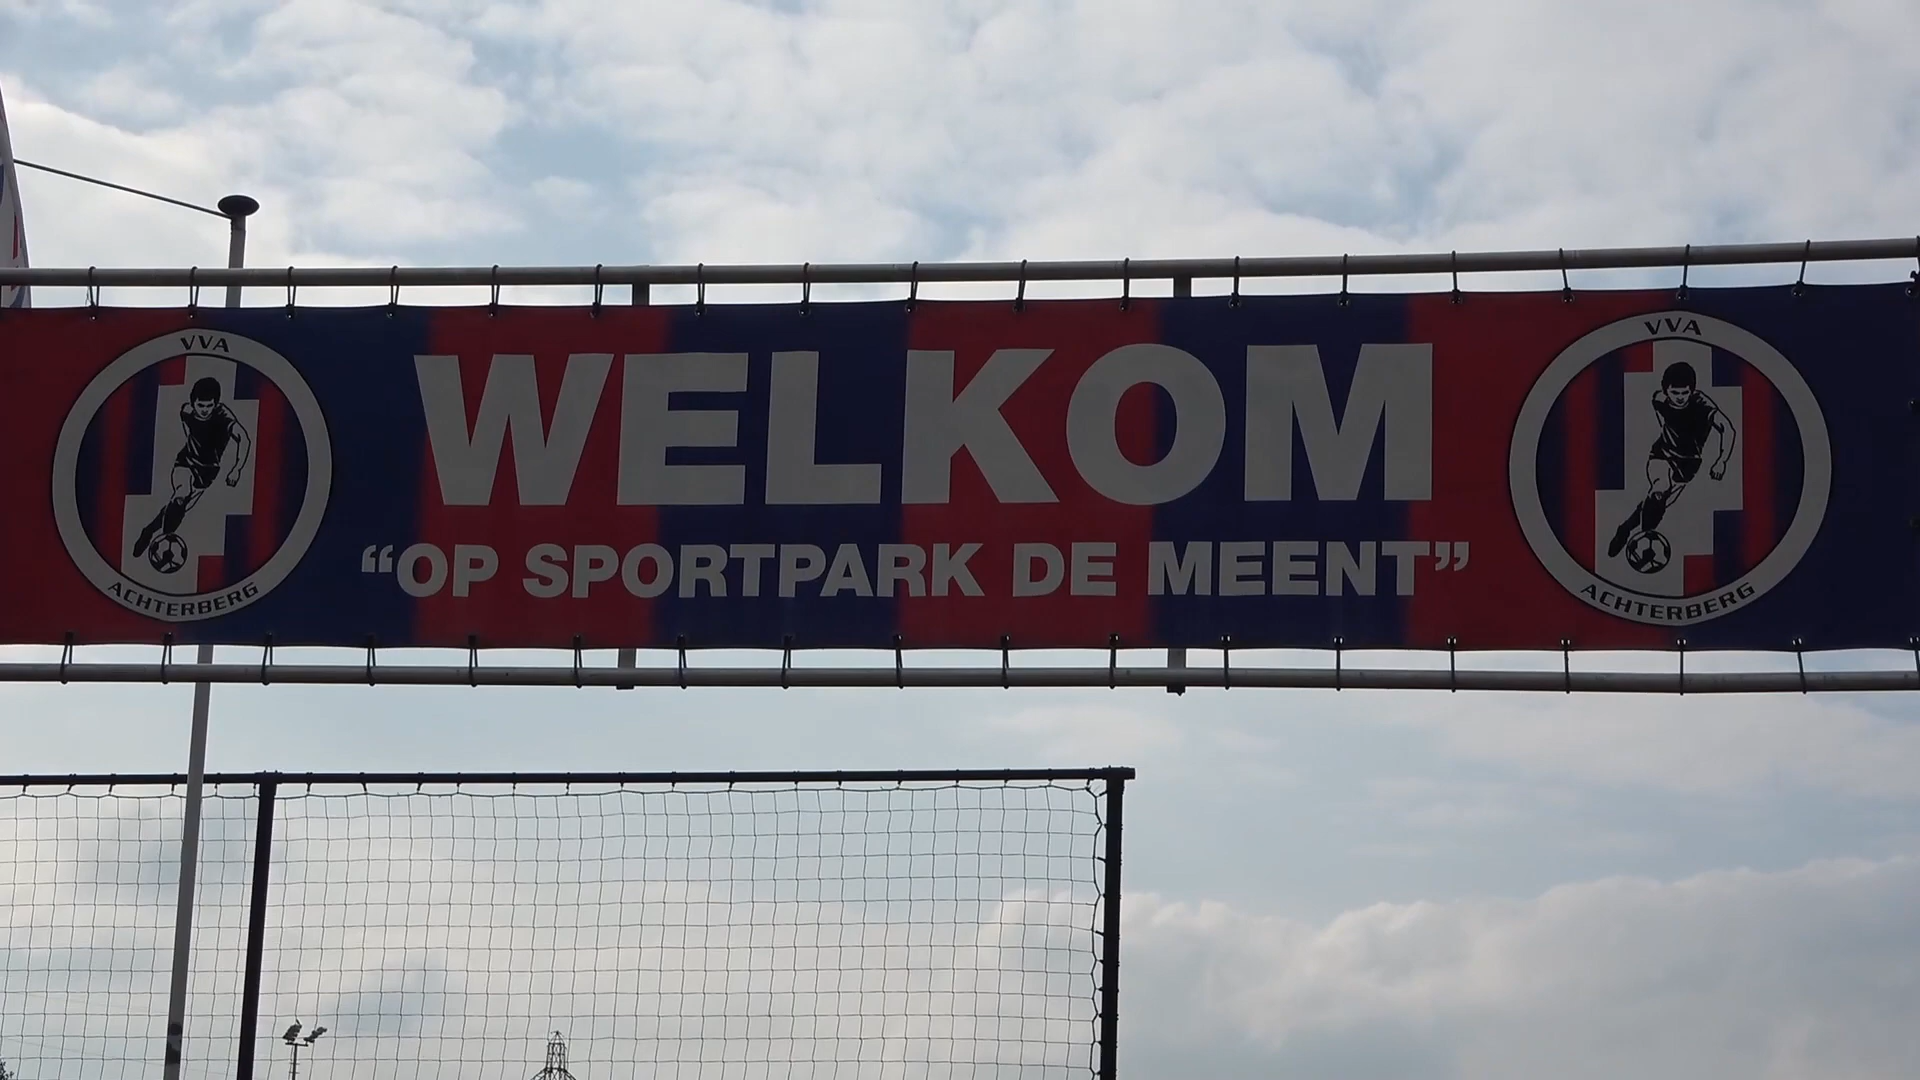 VVA
ACHTERBERG
WELKOM
“OP SPORTPARK DE MEENT”
VVA
ACHTERBERG